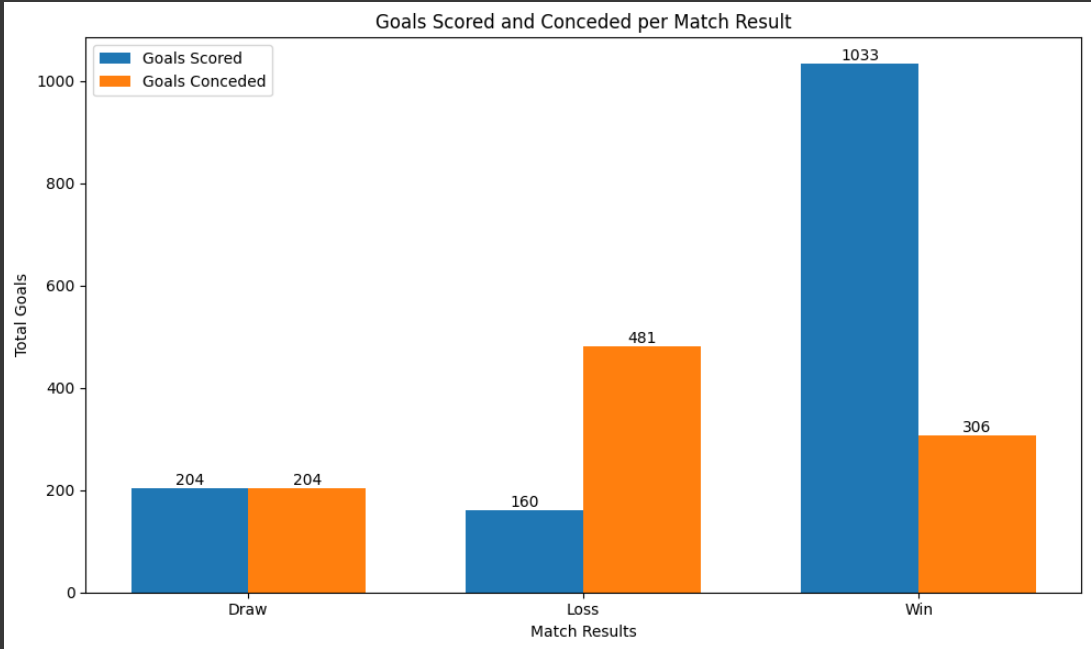 Goals Scored and Conceded per Match Result
Goals Scored
Goals Conceded
1033
1000
800
600
481
400
306
204
204
200
160
0
Total Goals
Draw
Loss
Win
Match Results